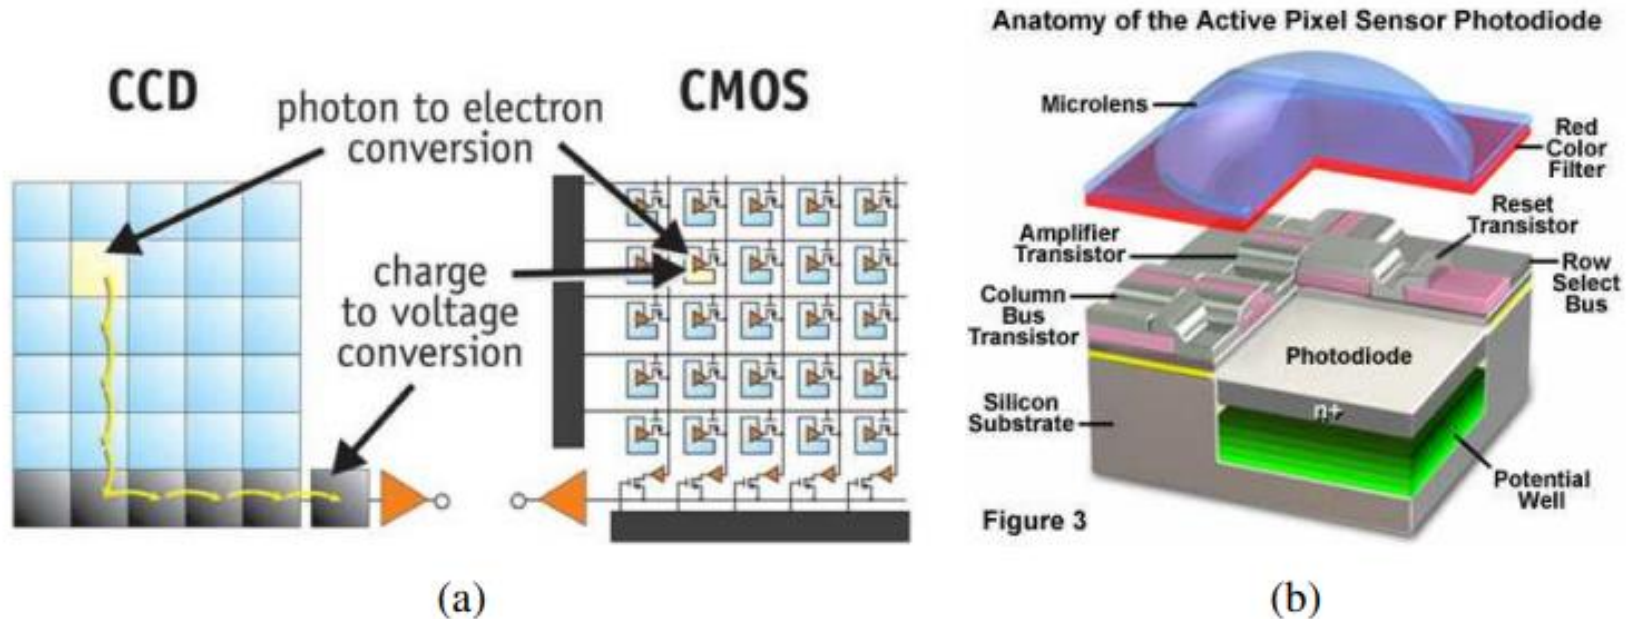 CCD
photon to electron
conversion
CMOS
charge
to voltage
conversion
(a)
Anatomy of the Active Pixel Sensor Photodiode
Microlens
Red
Color
Filter
Reset
Transistor
Amplifier
Transistor
Row
Select
Bus
Column
Bus
Transistor
Photodiode
n+
Silicon
Substrate
Potential
Well
Figure 3
(b)